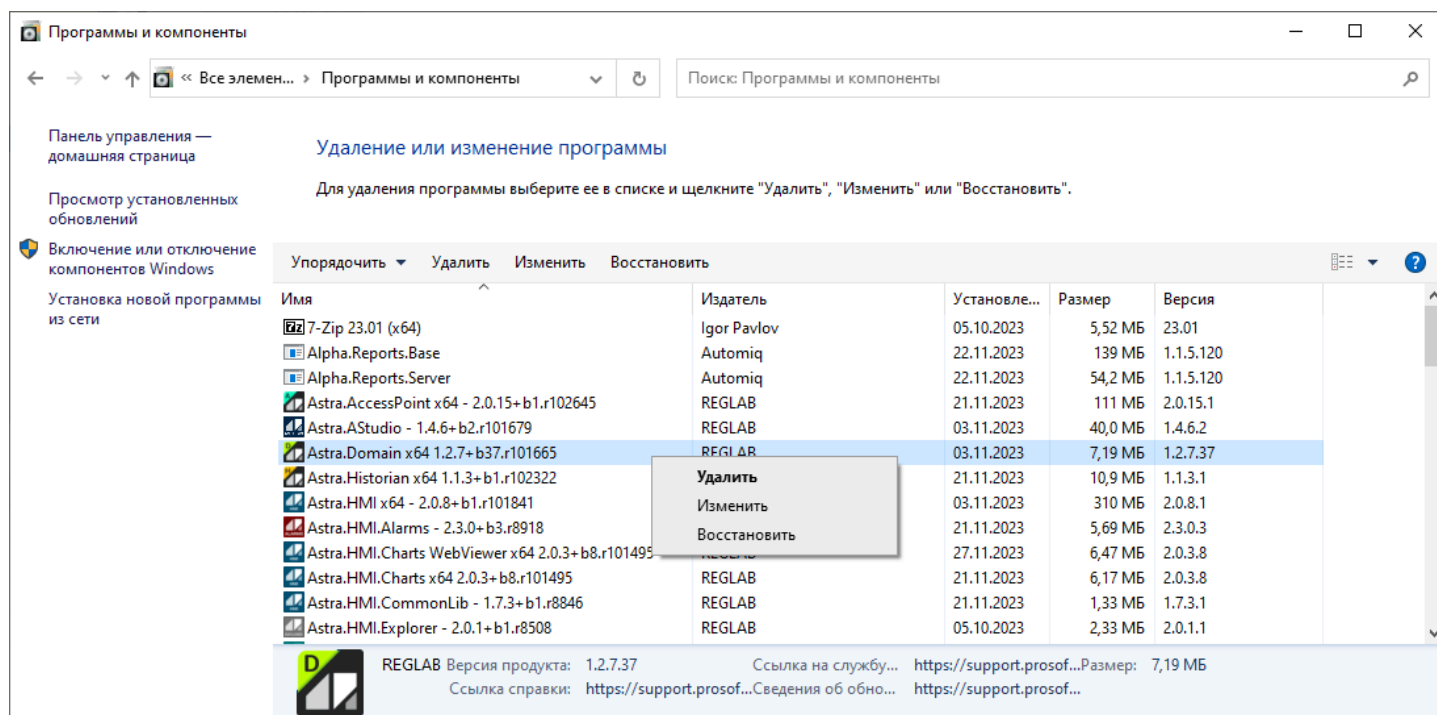 Программы и компоненты
« Все элемен... › Программы и компоненты
Поиск: Программы и компоненты
Панель управления —
домашняя страница
Просмотр установленных
обновлений
Включение или отключение
компонентов Windows
Установка новой программы
из сети
Удаление или изменение программы
Для удаления программы выберите ее в списке и щелкните "Удалить", "Изменить" или "Восстановить".
Упорядочить Удалить Изменить Восстановить ?
Имя Издатель Установле... Размер Версия
7z 7-Zip 23.01 (x64) Igor Pavlov 05.10.2023 5,52 МБ 23.01
Alpha.Reports.Base Automiq 22.11.2023 139 МБ 1.1.5.120
Alpha.Reports.Server Automiq 22.11.2023 54,2 МБ 1.1.5.120
Astra.AccessPoint x64 - 2.0.15+b1.r102645 REGLAB 21.11.2023 111 МБ 2.0.15.1
Astra.AStudio - 1.4.6+b2.r101679 REGLAB 03.11.2023 40,0 МБ 1.4.6.2
Astra.Domain x64 1.2.7+b37.r101665 REGLAB 03.11.2023 7,19 МБ 1.2.7.37
Astra.Historian x64 1.1.3+b1.r102322 21.11.2023 10,9 МБ 1.1.3.1
Astra.HMI x64 - 2.0.8+b1.r101841 03.11.2023 310 МБ 2.0.8.1
Astra.HMI.Alarms - 2.3.0+b3.r8918 21.11.2023 5,69 МБ 2.3.0.3
Astra.HMI.Charts WebViewer x64 2.0.3+b8.r101495 27.11.2023 6,47 МБ 2.0.3.8
Astra.HMI.Charts x64 2.0.3+b8.r101495 REGLAB 21.11.2023 6,17 МБ 2.0.3.8
Astra.HMI.CommonLib - 1.7.3+b1.r8846 REGLAB 21.11.2023 1,33 МБ 1.7.3.1
Astra.HMI.Explorer - 2.0.1+b1.r8508 REGLAB 05.10.2023 2,33 МБ 2.0.1.1
Удалить
Изменить
Восстановить
D
REGLAB Версия продукта: 1.2.7.37 Ссылка на службу... https://support.prosof... Размер: 7,19 МБ
Ссылка справки: https://support.prosof... Сведения об обно... https://support.prosof...